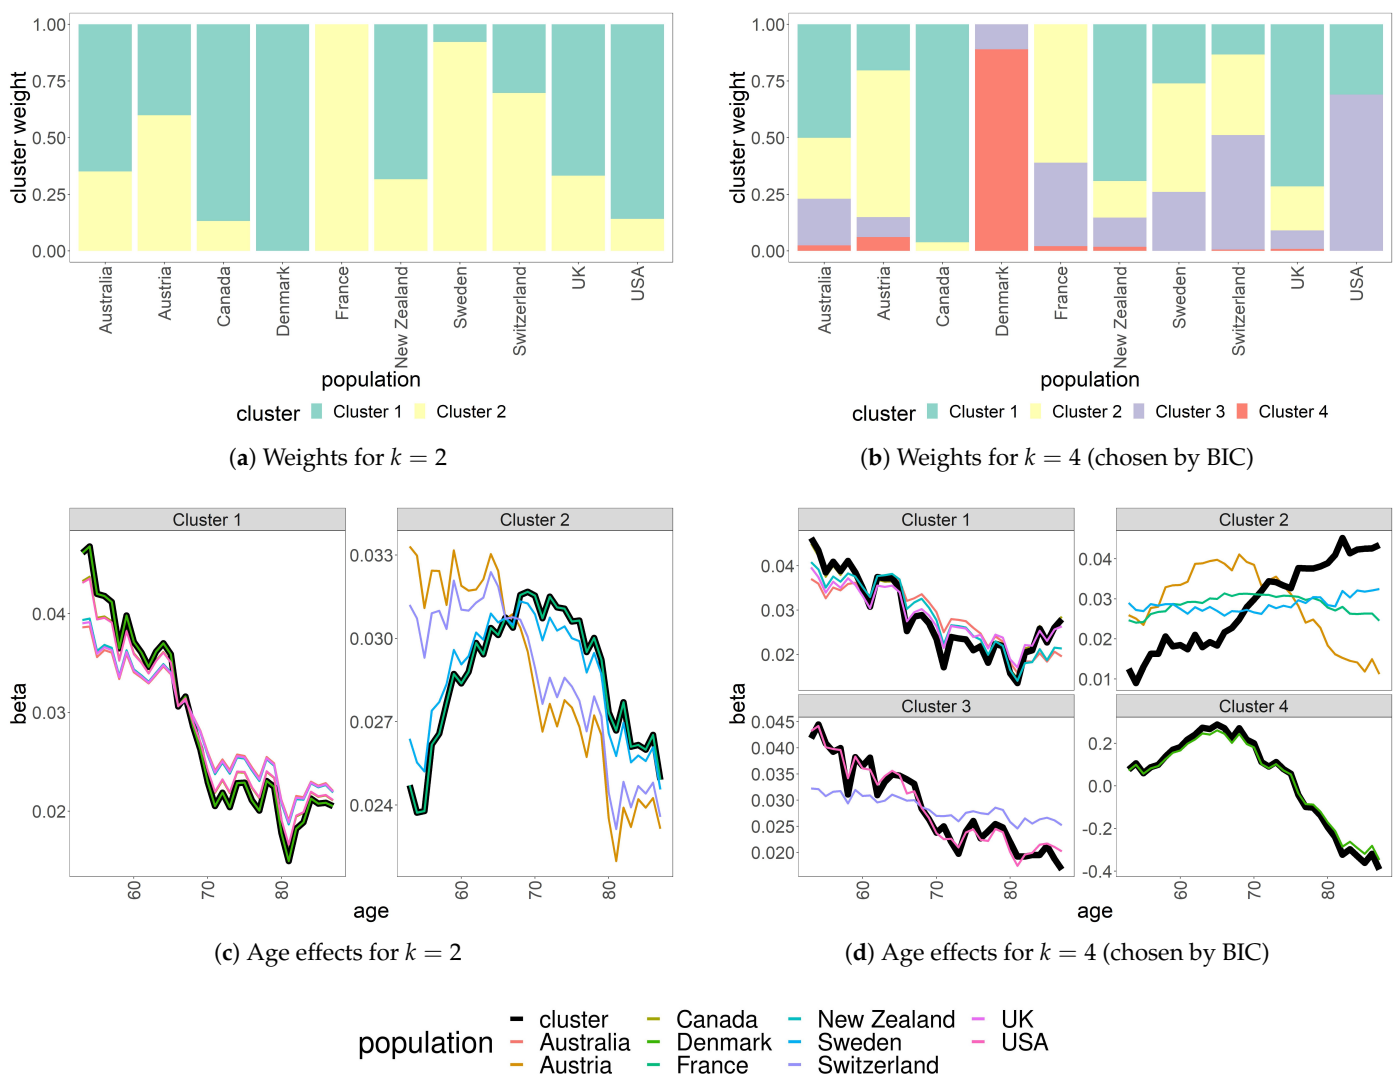 1.00
0.75
0.50
0.25
0.00
cluster weight
Australia
Austria
Canada
Denmark
France
New Zealand
Sweden
Switzerland
UK
USA
population
cluster Cluster 1 Cluster 2
(a) Weights for k = 2
1.00
0.75
0.50
0.25
0.00
cluster weight
Australia
Austria
Canada
Denmark
France
New Zealand
Sweden
Switzerland
UK
USA
population
cluster Cluster 1 Cluster 2 Cluster 3 Cluster 4
(b) Weights for k = 4 (chosen by BIC)
Cluster 1
0.04
0.03
0.02
beta
60
70
80
Cluster 2
0.033
0.030
0.027
0.024
60
70
80
age
(c) Age effects for k = 2
Cluster 1
0.04
0.03
0.02
Cluster 2
0.04
0.03
0.02
0.01
beta
Cluster 3
0.045
0.040
0.035
0.030
0.025
0.020
60
70
80
Cluster 4
0.2
0.0
-0.2
-0.4
60
70
80
age
(d) Age effects for k = 4 (chosen by BIC)
population
cluster Canada New Zealand UK
Australia Denmark Sweden USA
Austria France Switzerland